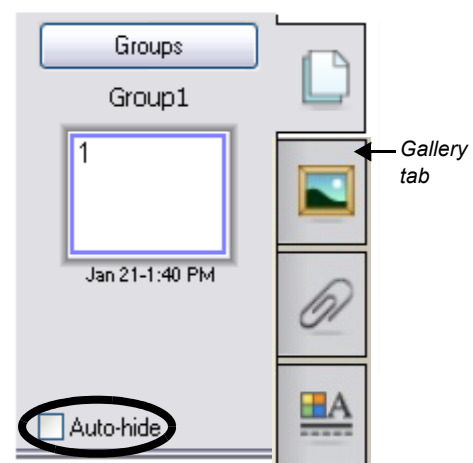 Groups
Group1
1
Jan 21-1:40 PM
Gallery
tab
A
Auto-hide